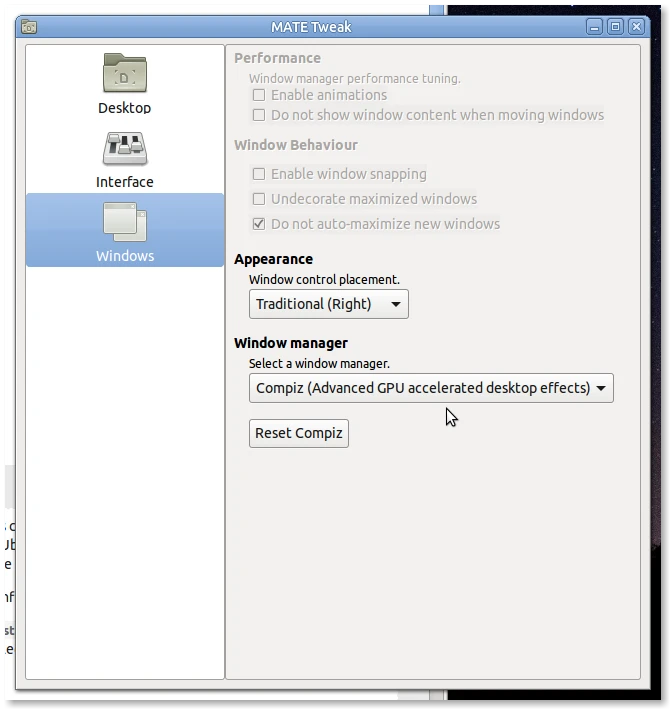 MATE Tweak
Desktop
Interface
Windows
Performance
Window manager performance tuning.
Enable animations
Do not show window content when moving windows
Window Behaviour
Enable window snapping
Undecorate maximized windows
Do not auto-maximize new windows
Appearance
Window control placement.
Traditional (Right)
Window manager
Select a window manager.
Compiz (Advanced GPU accelerated desktop effects)
Reset Compiz